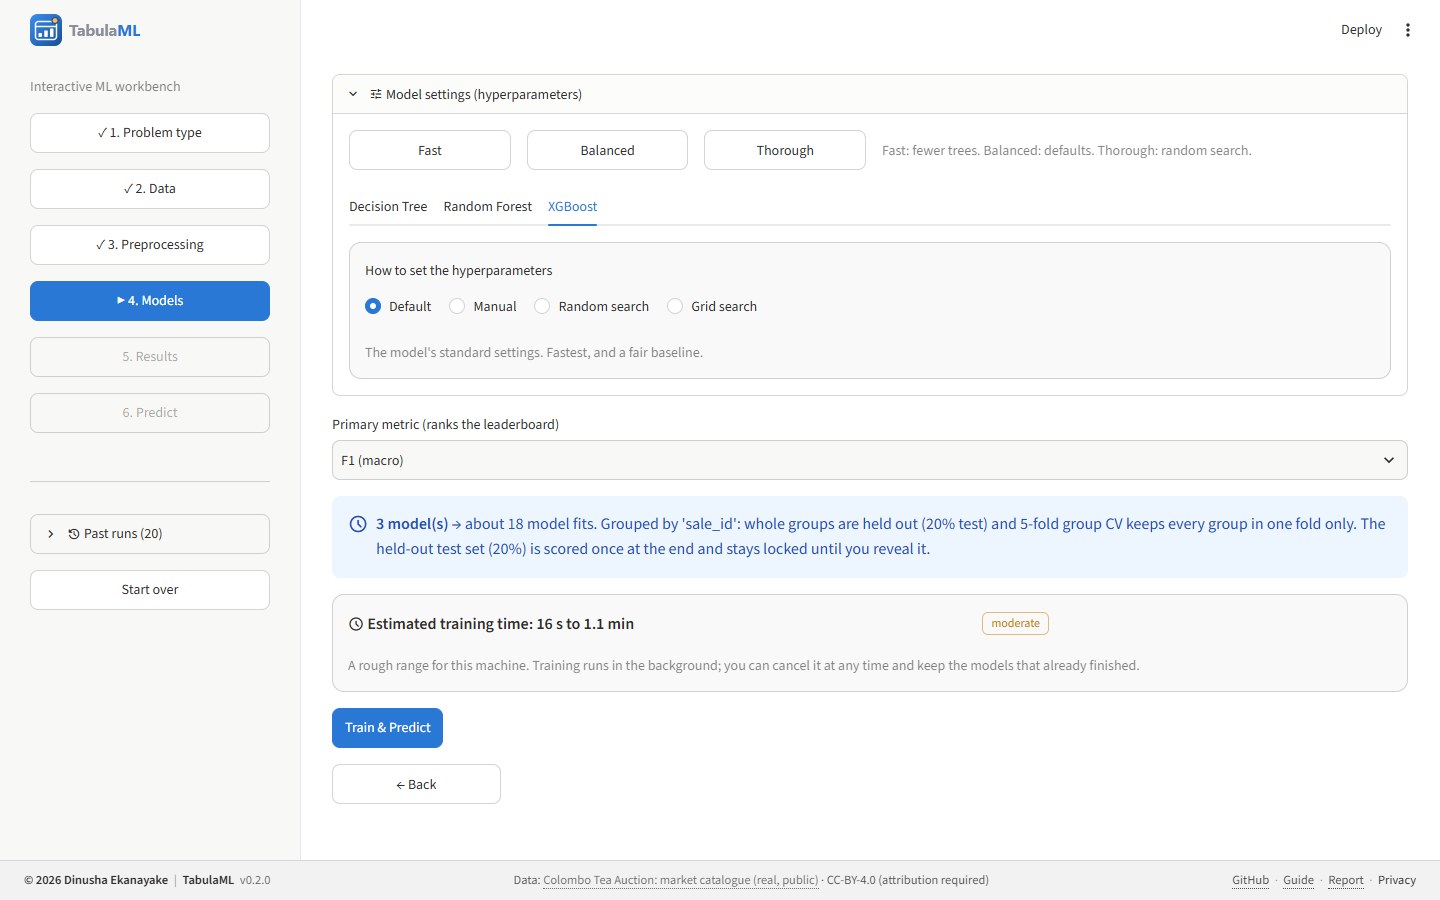 TabulaML
Deploy
Interactive ML workbench
✓ 1. Problem type
✓ 2. Data
✓ 3. Preprocessing
▶ 4. Models
5. Results
6. Predict
Past runs (20)
Start over
Model settings (hyperparameters)
Fast
Balanced
Thorough
Fast: fewer trees. Balanced: defaults. Thorough: random search.
Decision Tree
Random Forest
XGBoost
How to set the hyperparameters
Default
Manual
Random search
Grid search
The model's standard settings. Fastest, and a fair baseline.
Primary metric (ranks the leaderboard)
F1 (macro)
3 model(s) → about 18 model fits. Grouped by 'sale_id': whole groups are held out (20% test) and 5-fold group CV keeps every group in one fold only. The
held-out test set (20%) is scored once at the end and stays locked until you reveal it.
Estimated training time: 16 s to 1.1 min
moderate
A rough range for this machine. Training runs in the background; you can cancel it at any time and keep the models that already finished.
Train & Predict
← Back
© 2026 Dinusha Ekanayake | TabulaML v0.2.0
Data: Colombo Tea Auction: market catalogue (real, public) · CC-BY-4.0 (attribution required)
GitHub · Guide · Report · Privacy